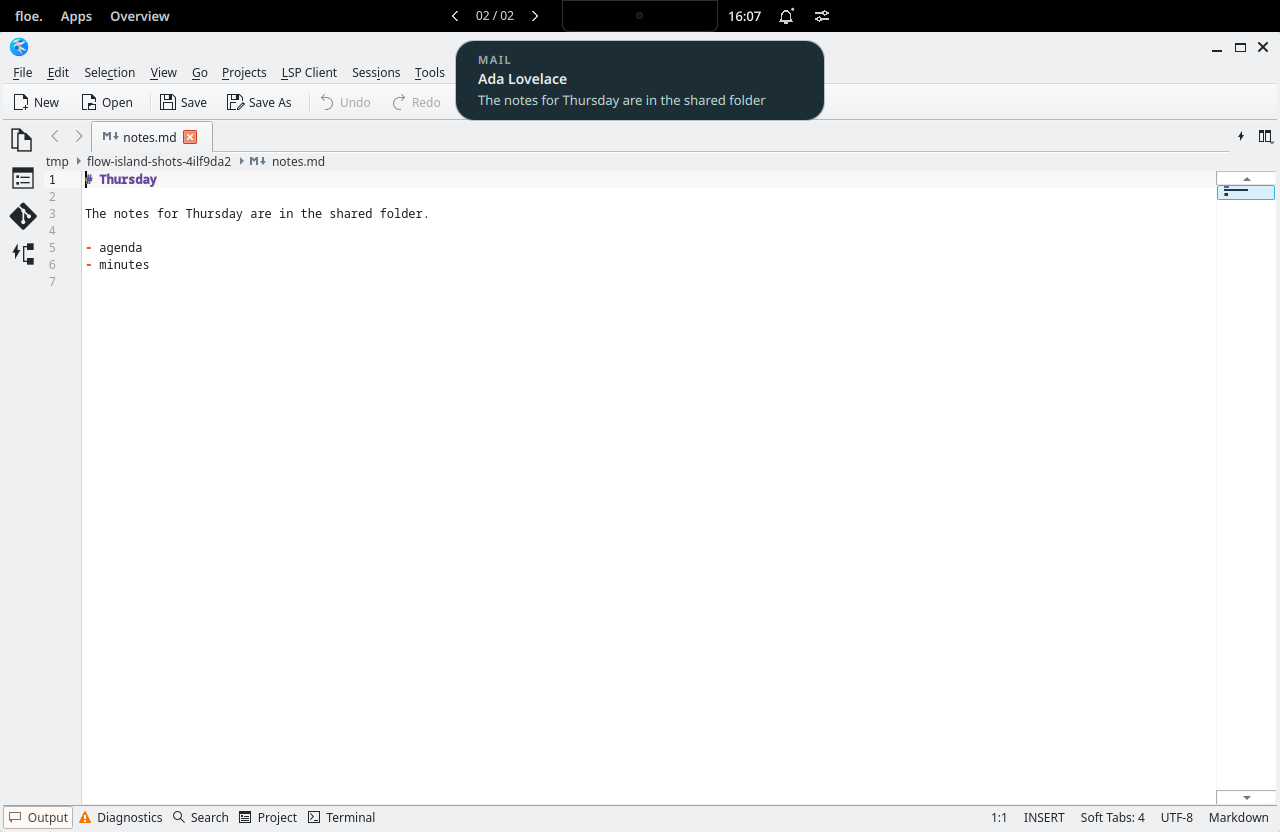 floe. Apps Overview 02 / 02 16:07
MAIL
Ada Lovelace
The notes for Thursday are in the shared folder
File Edit Selection View Go Projects LSP Client Sessions Tools
New Open Save Save As Undo Redo
notes.md
tmp flow-island-shots-4ilf9da2 notes.md
1 # Thursday
2
3 The notes for Thursday are in the shared folder.
4
5 - agenda
6 - minutes
7
Output Diagnostics Search Project Terminal 1:1 INSERT Soft Tabs: 4 UTF-8 Markdown